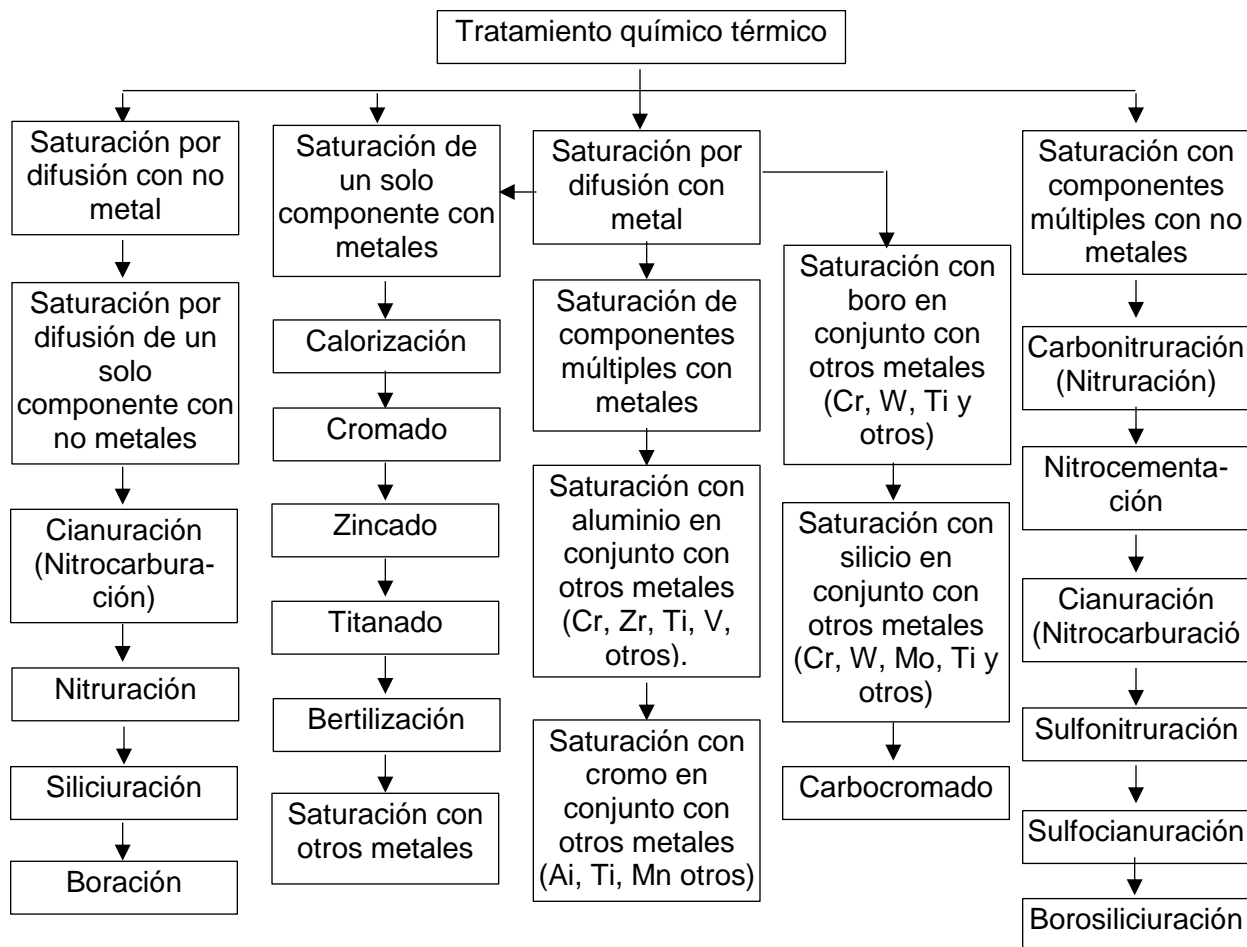 Tratamiento químico térmico
Saturación por
difusión con no
metal
Saturación por
difusión de un
solo
componente con
no metales
Cianuración
(Nitrocarbura-
ción)
Nitruración
Siliciuración
Boración
Saturación de
un solo
componente con
metales
Calorización
Cromado
Zincado
Titanado
Bertilización
Saturación con
otros metales
Saturación por
difusión con
metal
Saturación de
componentes
múltiples con
metales
Saturación con
aluminio en
conjunto con
otros metales
(Cr, Zr, Ti, V,
otros).
Saturación con
cromo en
conjunto con
otros metales
(Ai, Ti, Mn otros)
Saturación con
boro en
conjunto con
otros metales
(Cr, W, Ti y
otros)
Saturación con
silicio en
conjunto con
otros metales
(Cr, W, Mo, Ti y
otros)
Carbocromado
Saturación con
componentes
múltiples con no
metales
Carbonitruración
(Nitruración)
Nitrocementa-
ción
Cianuración
(Nitrocarburació
Sulfonitruración
Sulfocianuración
Borosiliciuración